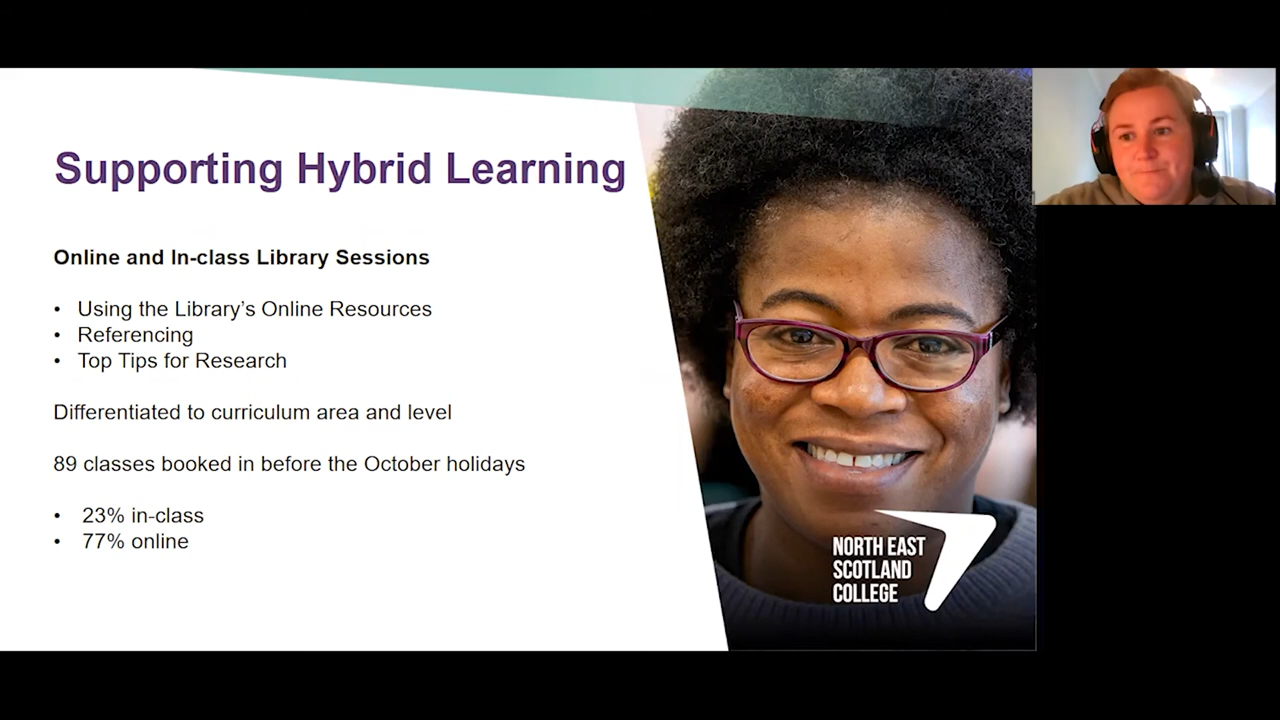 Supporting Hybrid Learning
Online and In-class Library Sessions
• Using the Library’s Online Resources
• Referencing
• Top Tips for Research
Differentiated to curriculum area and level
89 classes booked in before the October holidays
• 23% in-class
• 77% online
NORTH EAST
SCOTLAND
COLLEGE